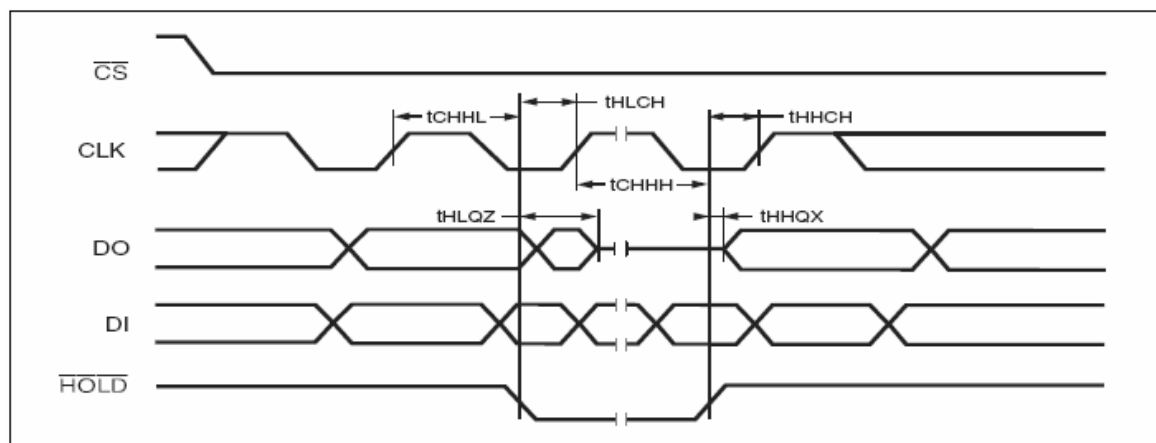 CS
tHLCH
tCHHL
tHHCH
CLK
tCHHH
tHLQZ
tHHQX
DO
DI
HOLD